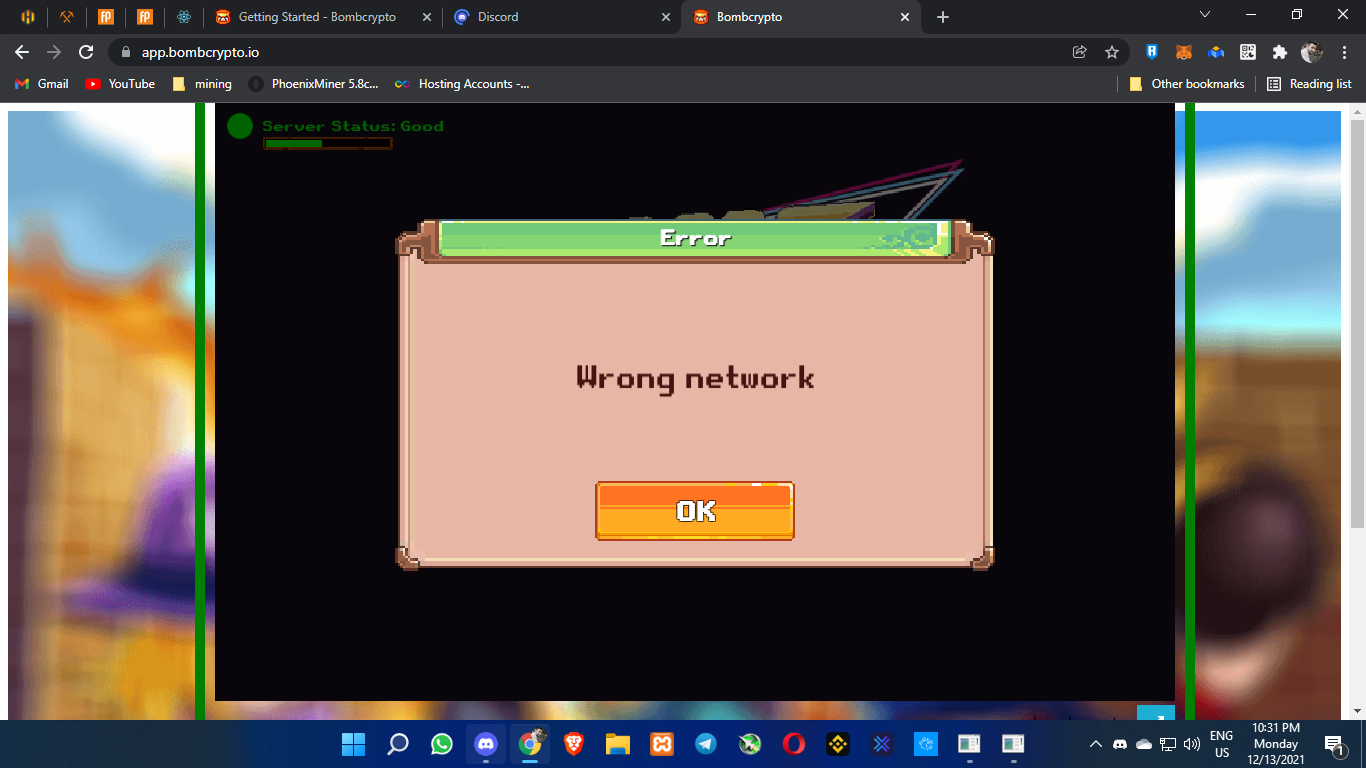 Getting Started - Bombcrypto
Discord
Bombcrypto
app.bombcrypto.io
Gmail
YouTube
mining
PhoenixMiner 5.8c...
Hosting Accounts -...
Other bookmarks
Reading list
Server Status: Good
Error
Wrong network
OK
ENG
US
10:31 PM
Monday
12/13/2021
1